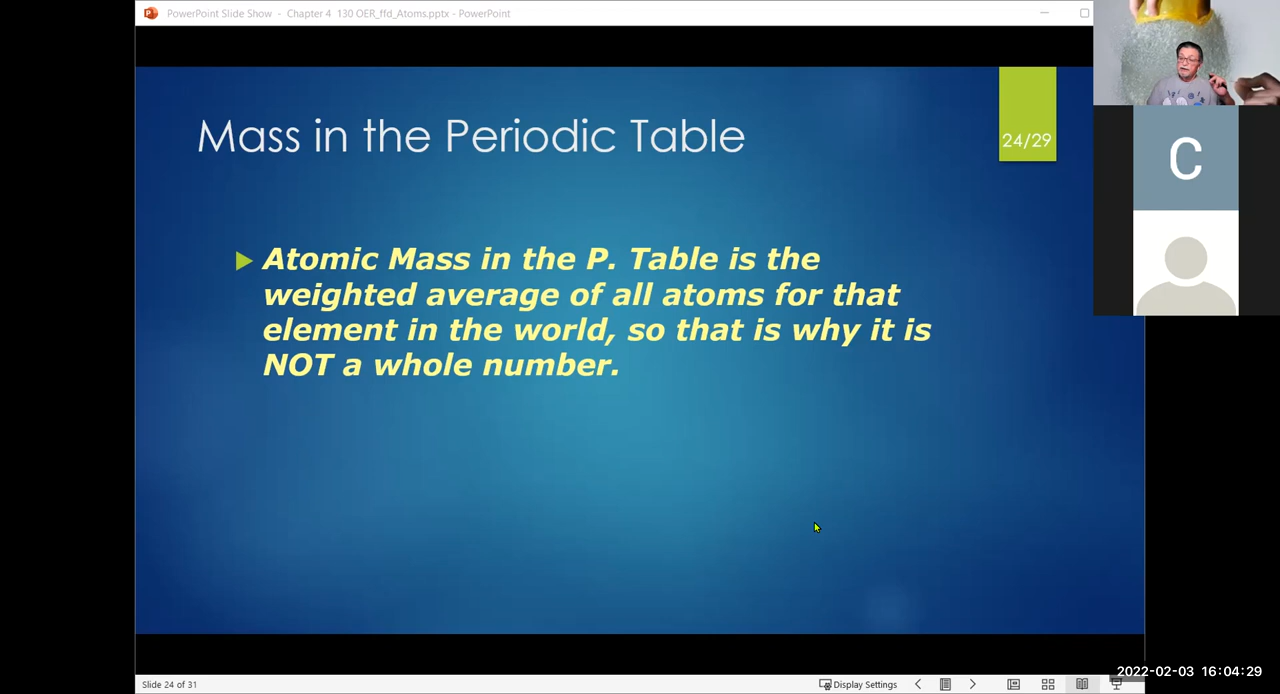 PowerPoint Slide Show - Chapter 4 130 OER_ffd_Atoms.pptx - PowerPoint
Mass in the Periodic Table
24/29
C
Atomic Mass in the P. Table is the
weighted average of all atoms for that
element in the world, so that is why it is
NOT a whole number.
2022-02-03 16:04:29
Slide 24 of 31
Display Settings